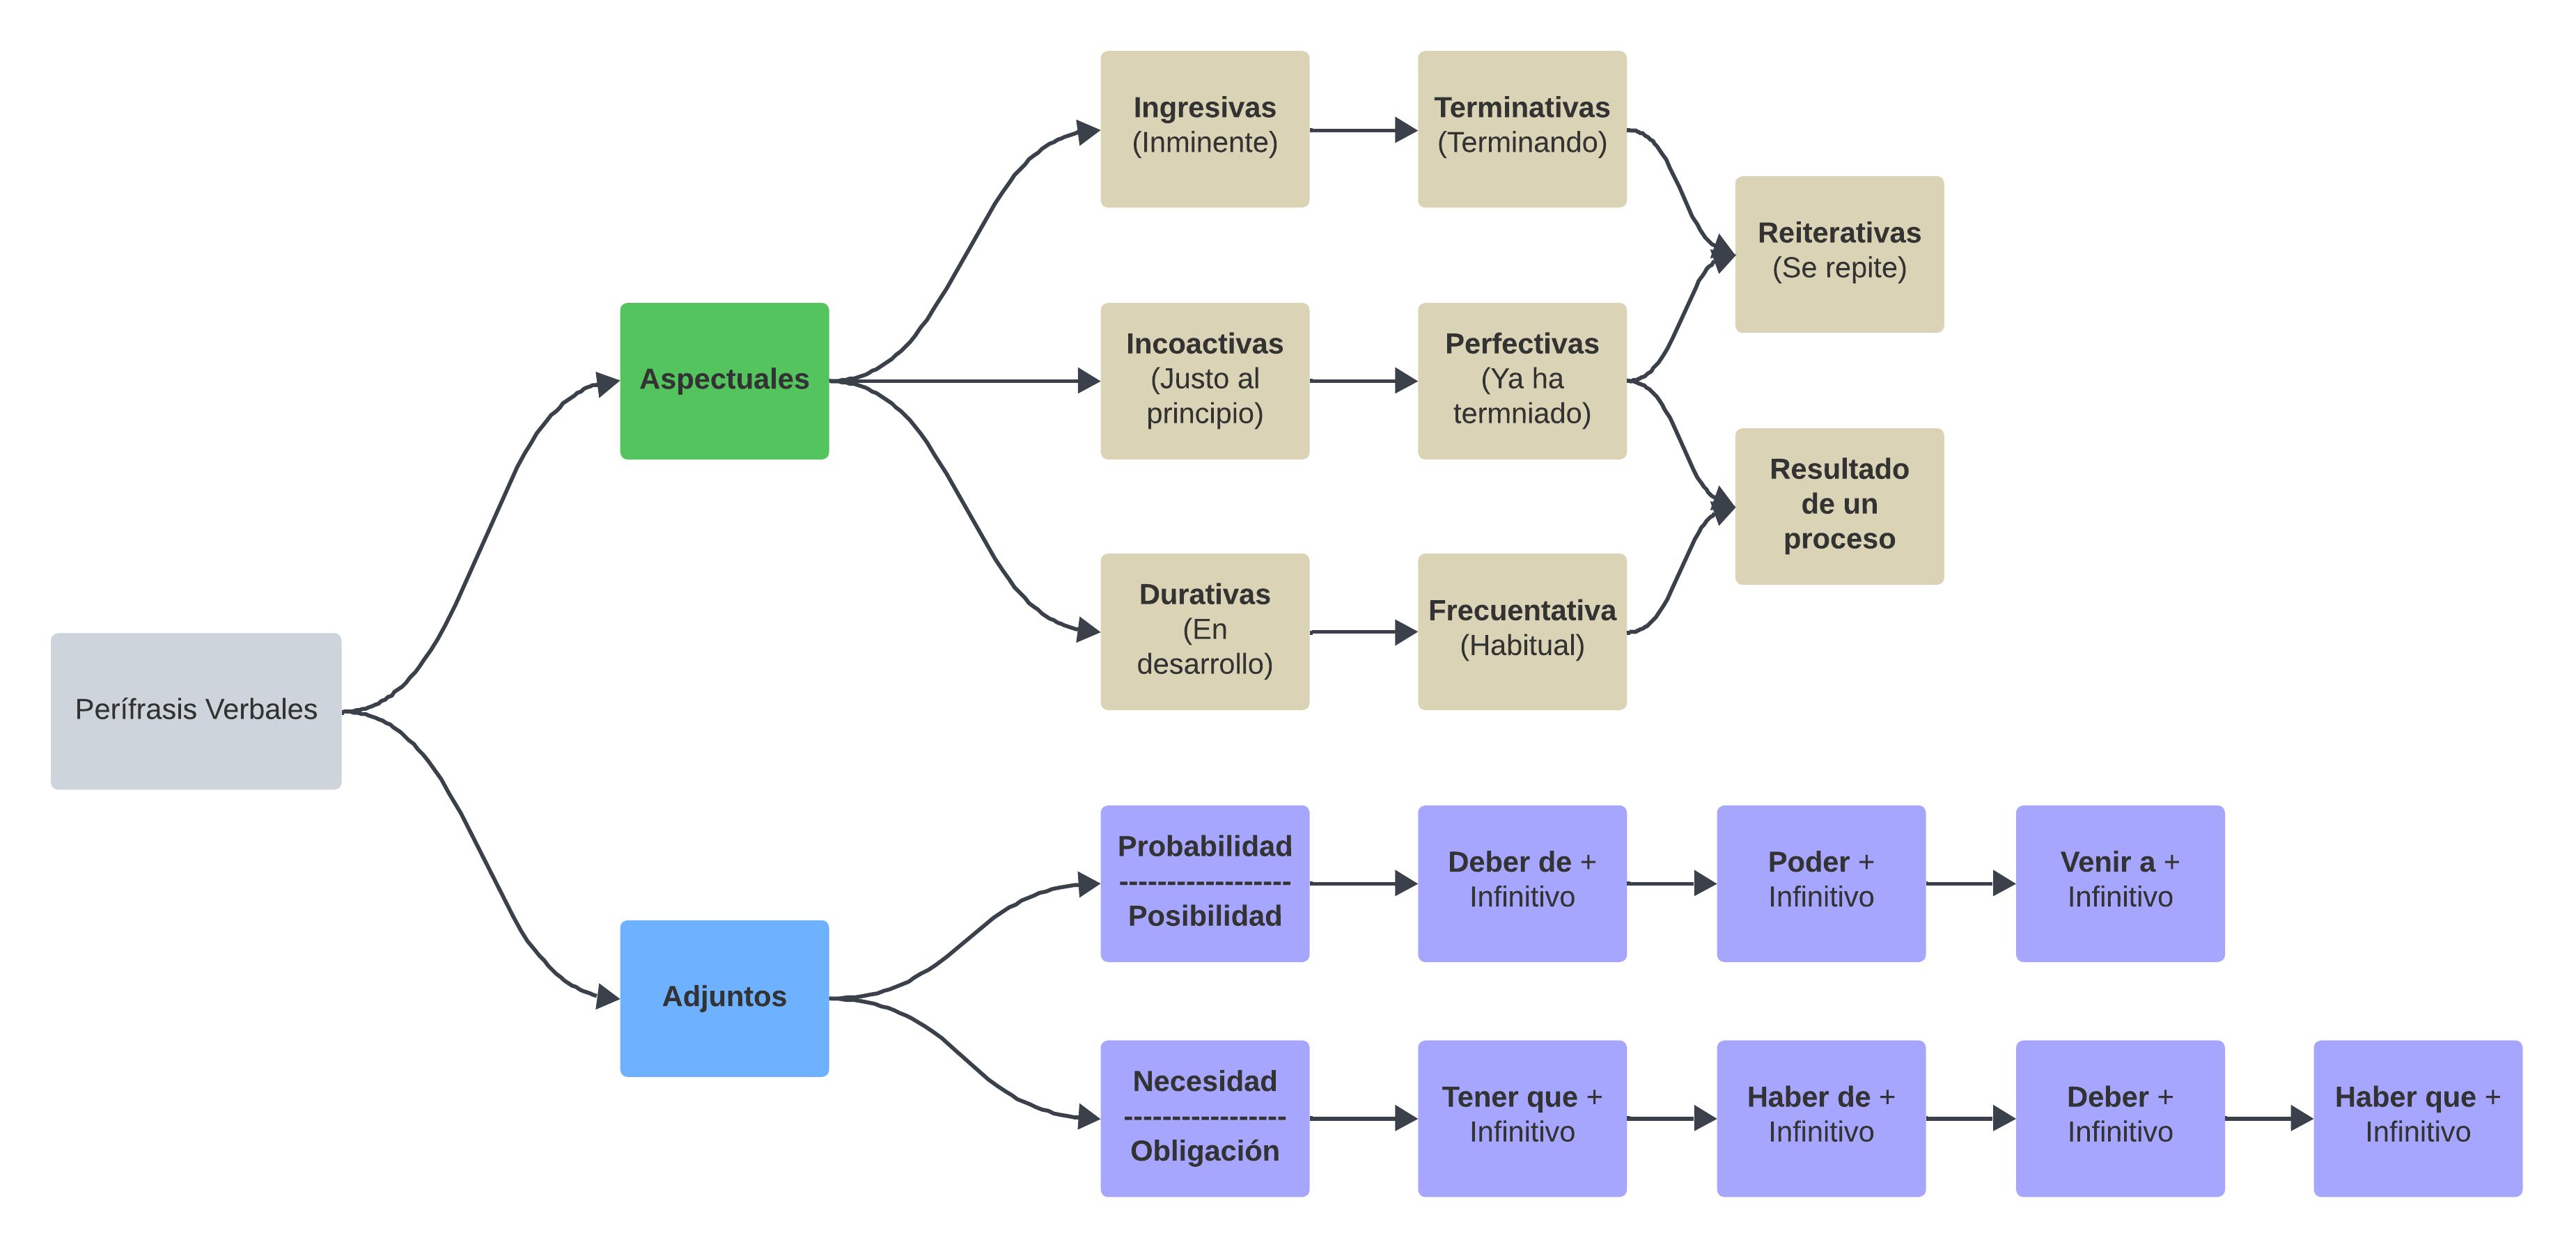 Ingresivas
(Inminente)
Terminativas
(Terminando)
Reiterativas
(Se repite)
Aspectuales
Incoactivas
(Justo al
principio)
Perfectivas
(Ya ha
termniado)
Resultado
de un
proceso
Durativas
(En
desarrollo)
Frecuentativa
(Habitual)
Perífrasis Verbales
Probabilidad
------------------
Posibilidad
Deber de +
Infinitivo
Poder +
Infinitivo
Venir a +
Infinitivo
Adjuntos
Necesidad
-----------------
Obligación
Tener que +
Infinitivo
Haber de +
Infinitivo
Deber +
Infinitivo
Haber que +
Infinitivo